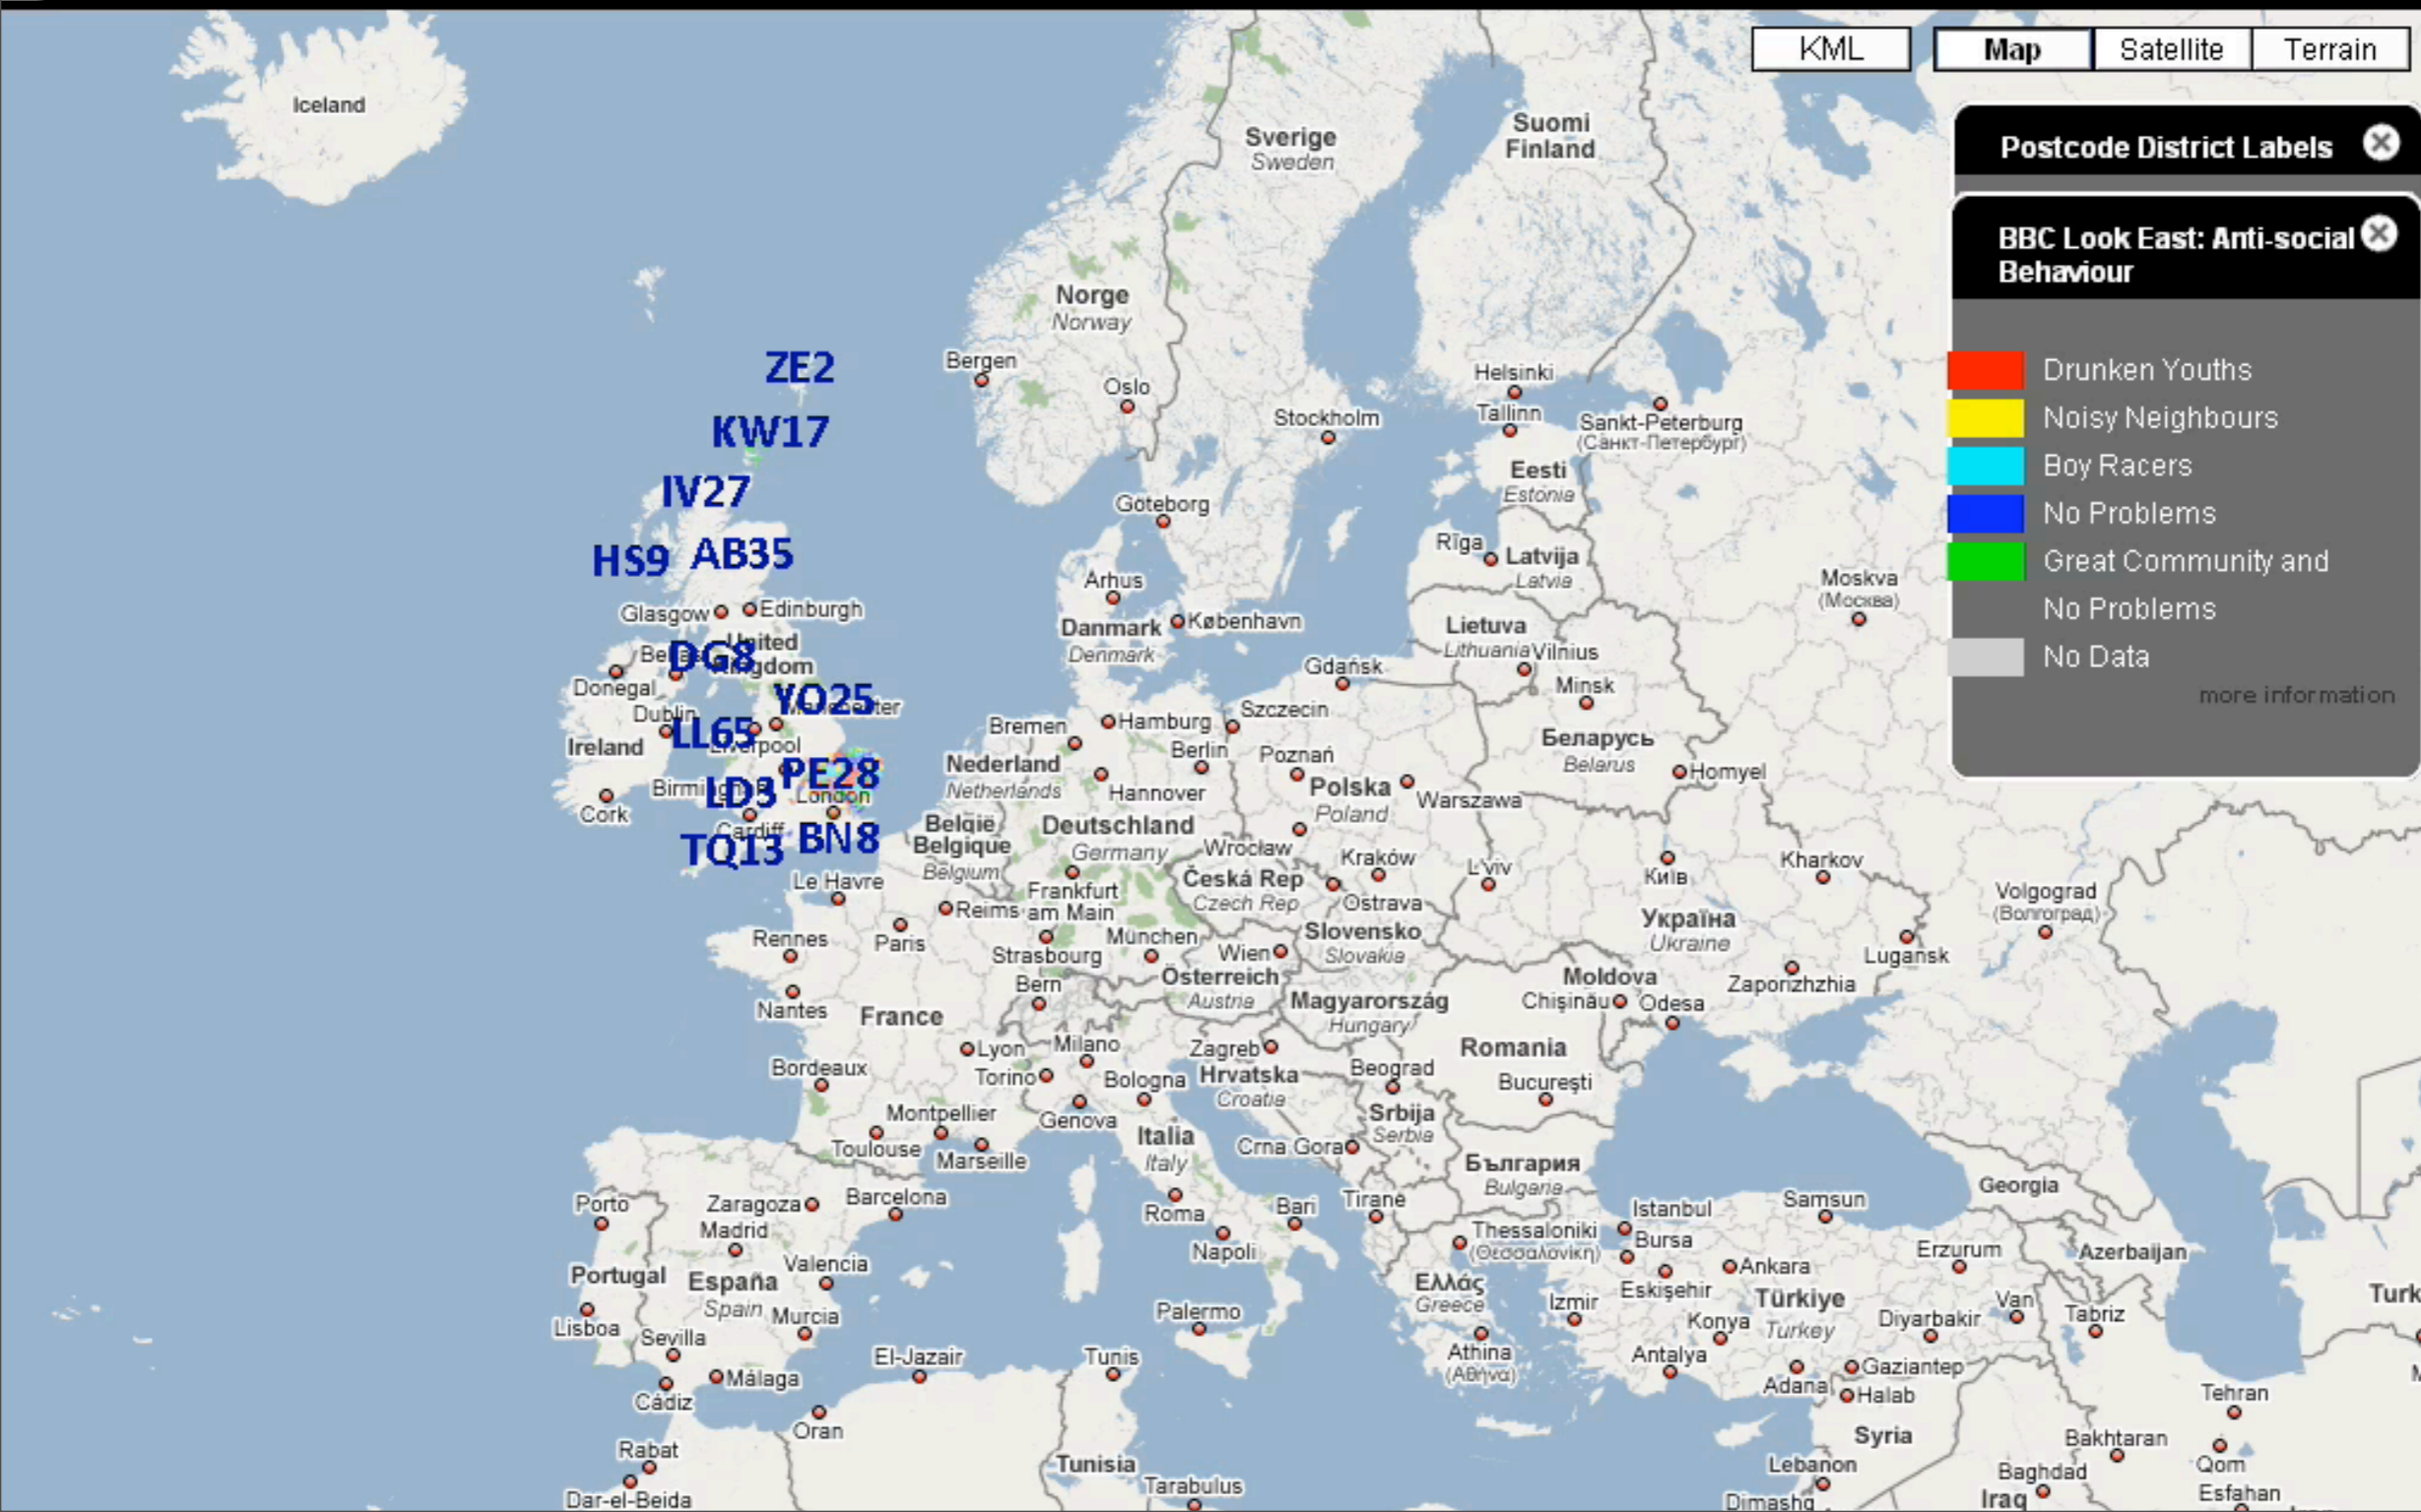 KML
Map
Satellite
Terrain
Postcode District Labels
BBC Look East: Anti-social
Behaviour
Drunken Youths
Noisy Neighbours
Boy Racers
No Problems
Great Community and
No Problems
No Data
more information
Iceland
Sverige
Sweden
Suomi
Finland
Norge
Norway
Bergen
Oslo
Stockholm
Helsinki
Tallinn
Sankt-Peterburg
(Санкт-Петербург)
Eesti
Estonia
Göteborg
Rīga
Latvija
Latvia
Moskva
(Москва)
ZE2
KW17
IV27
HS9
AB35
Glasgow
Edinburgh
United
Kingdom
DG8
Donegal
Dublin
YO25
LL65
Liverpool
Ireland
PE28
LD3
London
Cork
Cardiff
TQ13
BN8
Arhus
Danmark
Denmark
København
Lietuva
Lithuania
Vilnius
Gdańsk
Minsk
Bremen
Hamburg
Szczecin
Беларусь
Belarus
Homyel
Nederland
Netherlands
Berlin
Poznań
Hannover
Polska
Poland
Warszawa
België
Belgique
Belgium
Deutschland
Germany
Wrocław
Kraków
L'viv
Київ
Kharkov
Le Havre
Frankfurt
am Main
Česká Rep
Czech Rep
Ostrava
Volgograd
(Волгоград)
Reims
Paris
Rennes
Strasbourg
München
Wien
Slovensko
Slovakia
Україна
Ukraine
Lugansk
Zaporizhzhia
Österreich
Austria
Bern
Nantes
France
Magyarország
Hungary
Moldova
Chişinău
Odesa
Lyon
Milano
Zagreb
Romania
Bordeaux
Torino
Bologna
Hrvatska
Croatia
Beograd
Bucureşti
Montpellier
Genova
Srbija
Serbia
Toulouse
Marseille
Italia
Italy
Crna Gora
България
Bulgaria
Georgia
Porto
Zaragoza
Barcelona
Madrid
Roma
Bari
Tiranë
Istanbul
Samsun
Napoli
Thessaloniki
(Θεσσαλονίκη)
Bursa
Ankara
Erzurum
Azerbaijan
Portugal
España
Spain
Valencia
Ελλάς
Greece
Eskişehir
Türkiye
Turkey
Van
Turk
Lisboa
Murcia
Palermo
Izmir
Konya
Diyarbakir
Tabriz
Sevilla
El-Jazair
Tunis
Athina
(Αθήνα)
Antalya
Gaziantep
Adana
Halab
Málaga
Cádiz
Tehran
Oran
Rabat
Tunisia
Syria
Bakhtaran
Qom
Lebanon
Baghdad
Dar-el-Beida
Tarabulus
Dimashq
Iraq
Esfahan